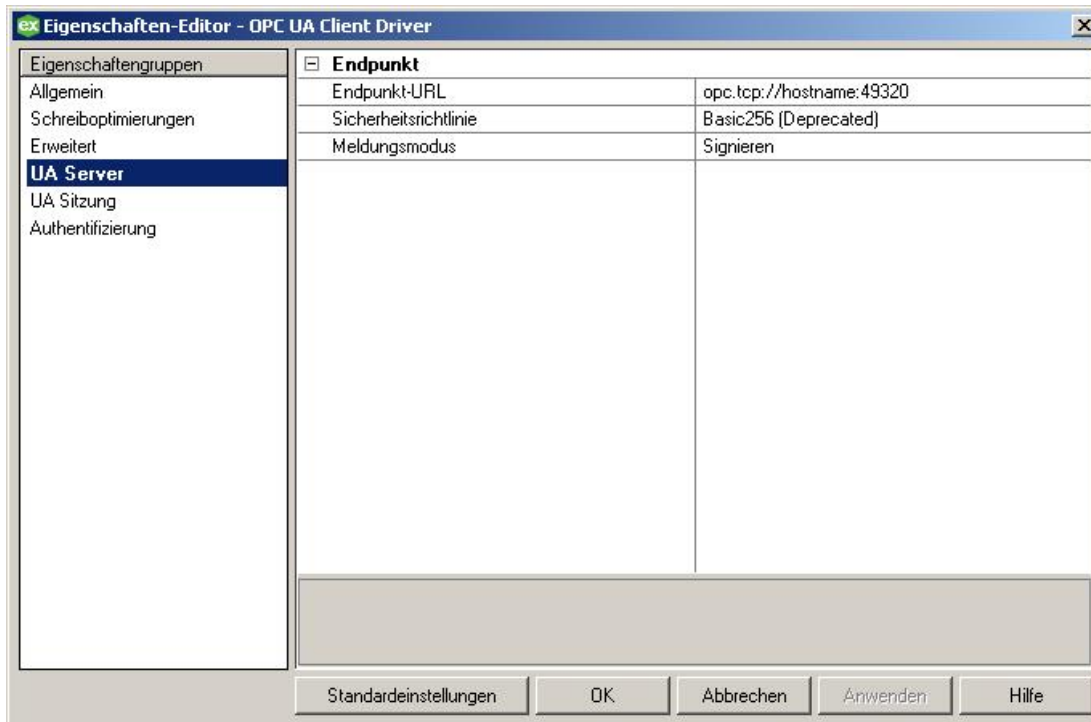 ex Eigenschaften-Editor - OPC UA Client Driver
Eigenschaftengruppen
Allgemein
Schreiboptimierungen
Erweitert
UA Server
UA Sitzung
Authentifizierung
Endpunkt
Endpunkt-URL opc.tcp://hostname:49320
Sicherheitsrichtlinie Basic256 (Deprecated)
Meldungsmodus Signieren
Standardeinstellungen OK Abbrechen Anwenden Hilfe